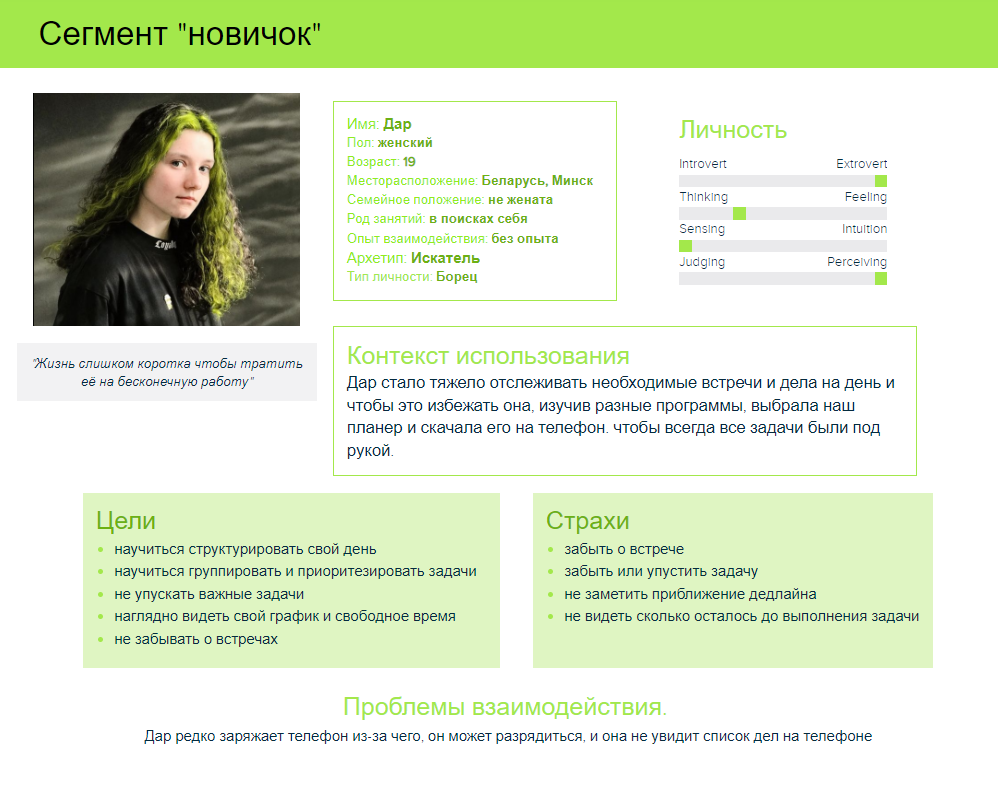 Сегмент "новичок"
Имя: Дар
Пол: женский
Возраст: 19
Месторасположение: Беларусь, Минск
Семейное положение: не жената
Род занятий: в поисках себя
Опыт взаимодействия: без опыта
Архетип: Искатель
Тип личности: Борец
Личность
Introvert Extrovert
Thinking Feeling
Sensing Intuition
Judging Perceiving
"Жизнь слишком коротка чтобы тратить
её на бесконечную работу"
Контекст использования
Дар стало тяжело отслеживать необходимые встречи и дела на день и
чтобы это избежать она, изучив разные программы, выбрала наш
планер и скачала его на телефон. чтобы всегда все задачи были под
рукой.
Цели
научиться структурировать свой день
научиться группировать и приоритезировать задачи
не упускать важные задачи
наглядно видеть свой график и свободное время
не забывать о встречах
Страхи
забыть о встрече
забыть или упустить задачу
не заметить приближение дедлайна
не видеть сколько осталось до выполнения задачи
Проблемы взаимодействия.
Дар редко заряжает телефон из-за чего, он может разрядиться, и она не увидит список дел на телефоне